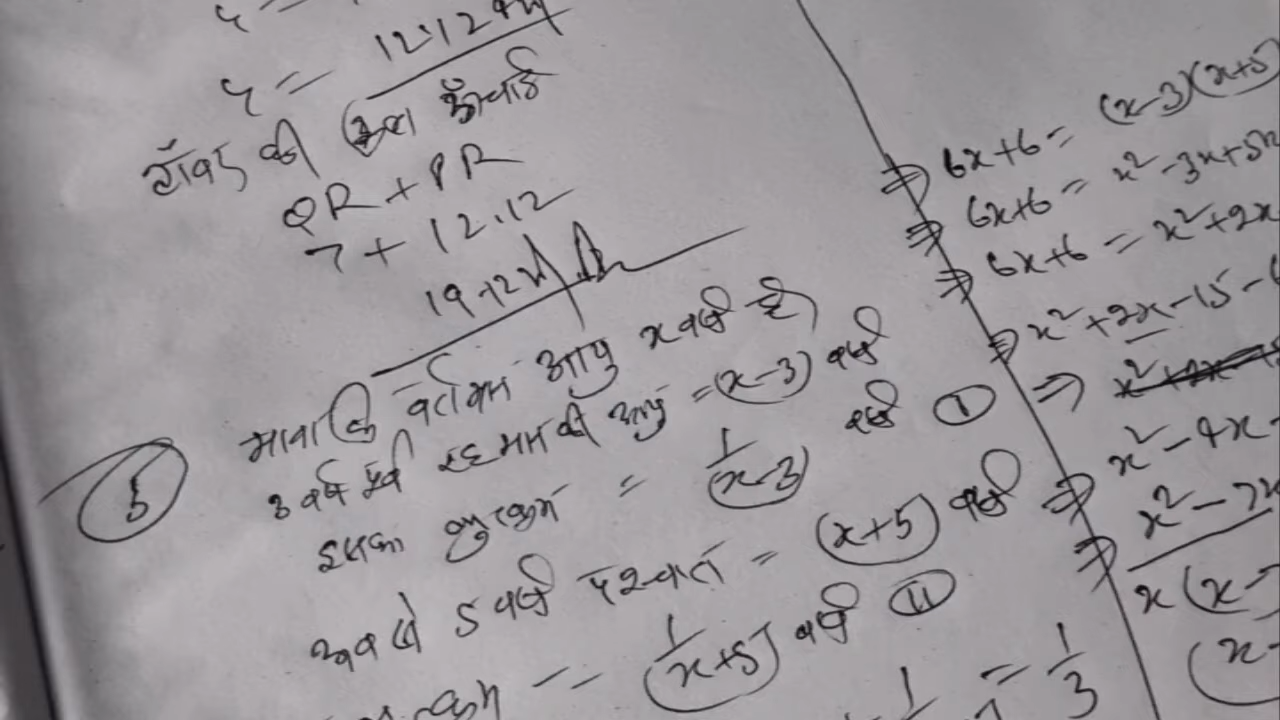 y =
y = 12.12 मी
टॉवर की कुल ऊँचाई
QR + PR
7 + 12.12
19.12 मी
माना कि वर्तमान आयु x वर्ष है
3 वर्ष पूर्व रहमान की आयु = (x-3) वर्ष
इसका व्युत्क्रम = 1/(x-3) वर्ष I
अब से 5 वर्ष पश्चात = (x+5) वर्ष
= 1/(x+5) वर्ष II
= 1/3
⇒ 6x+6 = (x-3)(x+5)
⇒ 6x+6 = x²-3x+5x
⇒ 6x+6 = x²+2x
⇒ x²+2x-15-
⇒
x²-4x-
⇒ x²-7x
⇒ x(x-7
(x-